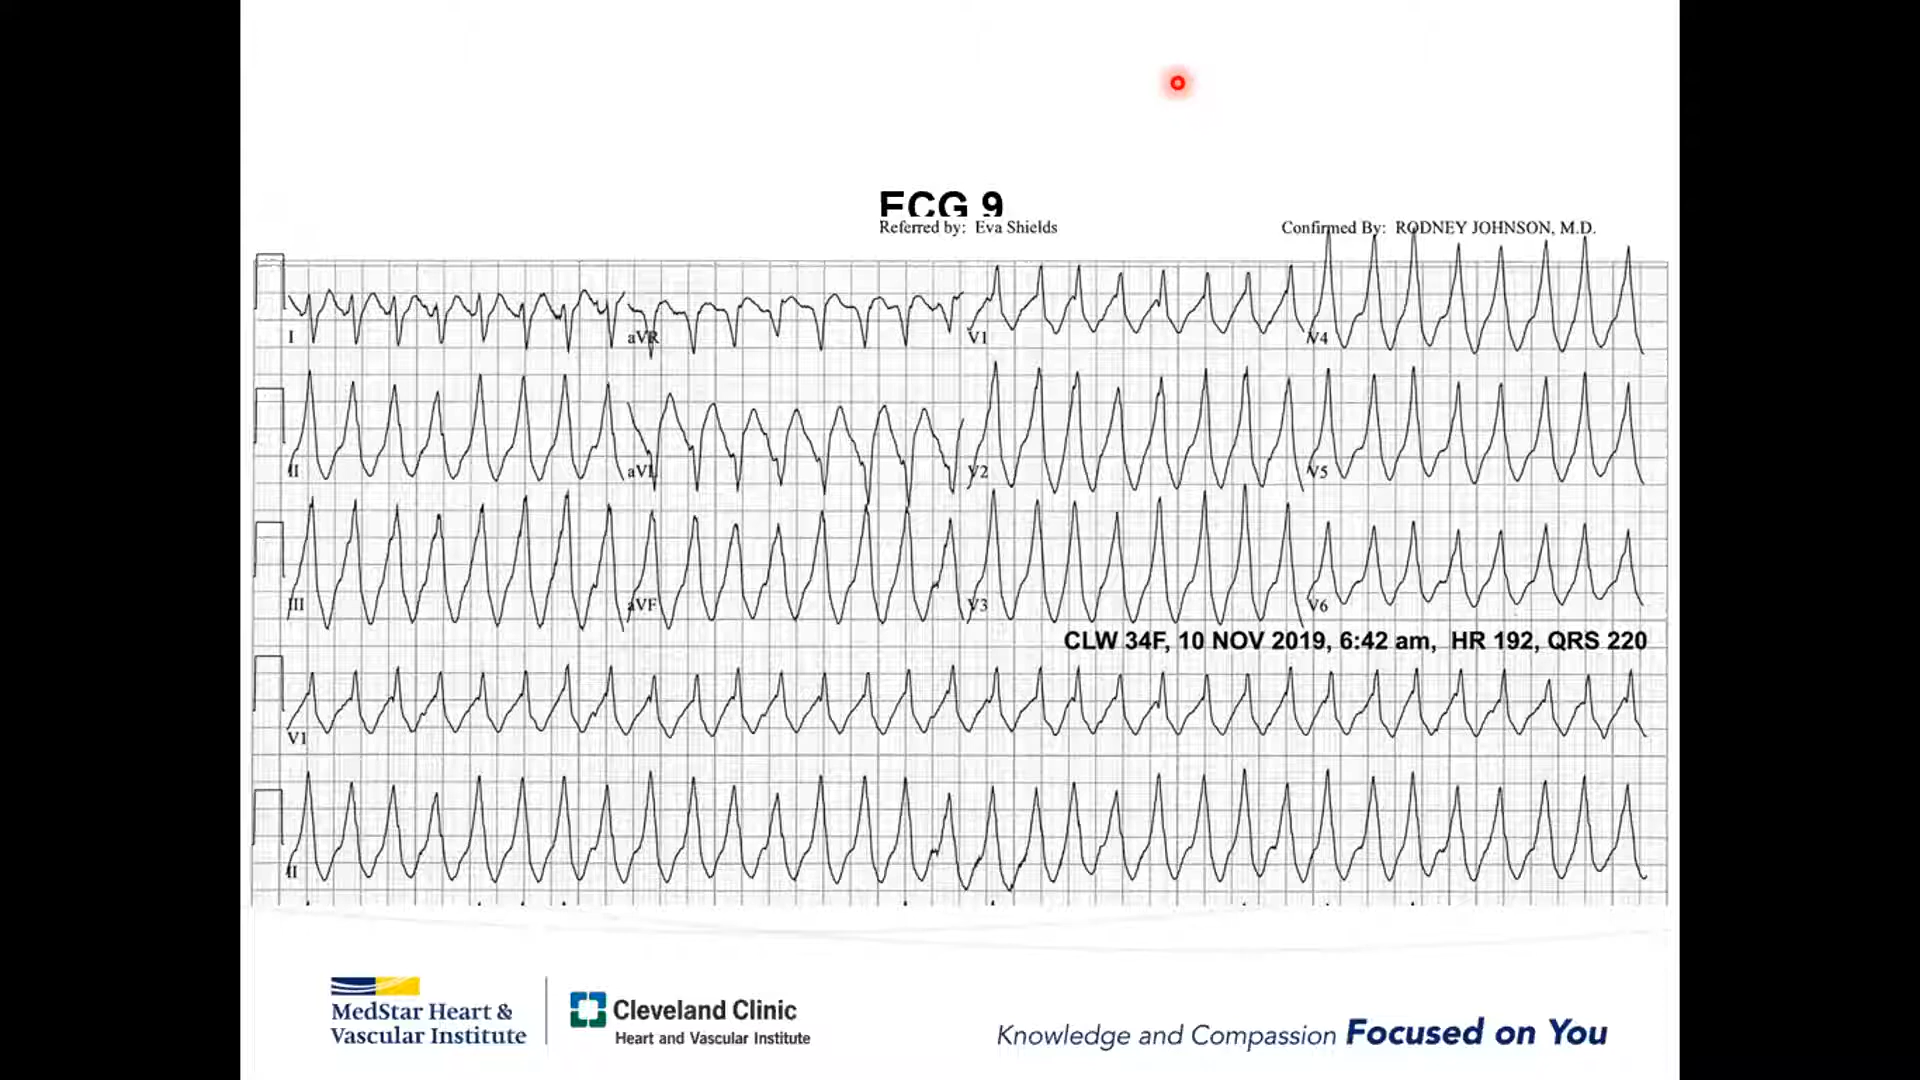 ECG 9
Referred by: Eva Shields
Confirmed By: RODNEY JOHNSON, M.D.
I
aVR
V1
V4
II
aVL
V2
V5
III
aVF
V3
V6
CLW 34F, 10 NOV 2019, 6:42 am, HR 192, QRS 220
V1
II
MedStar Heart &
Vascular Institute
Cleveland Clinic
Heart and Vascular Institute
Knowledge and Compassion Focused on You